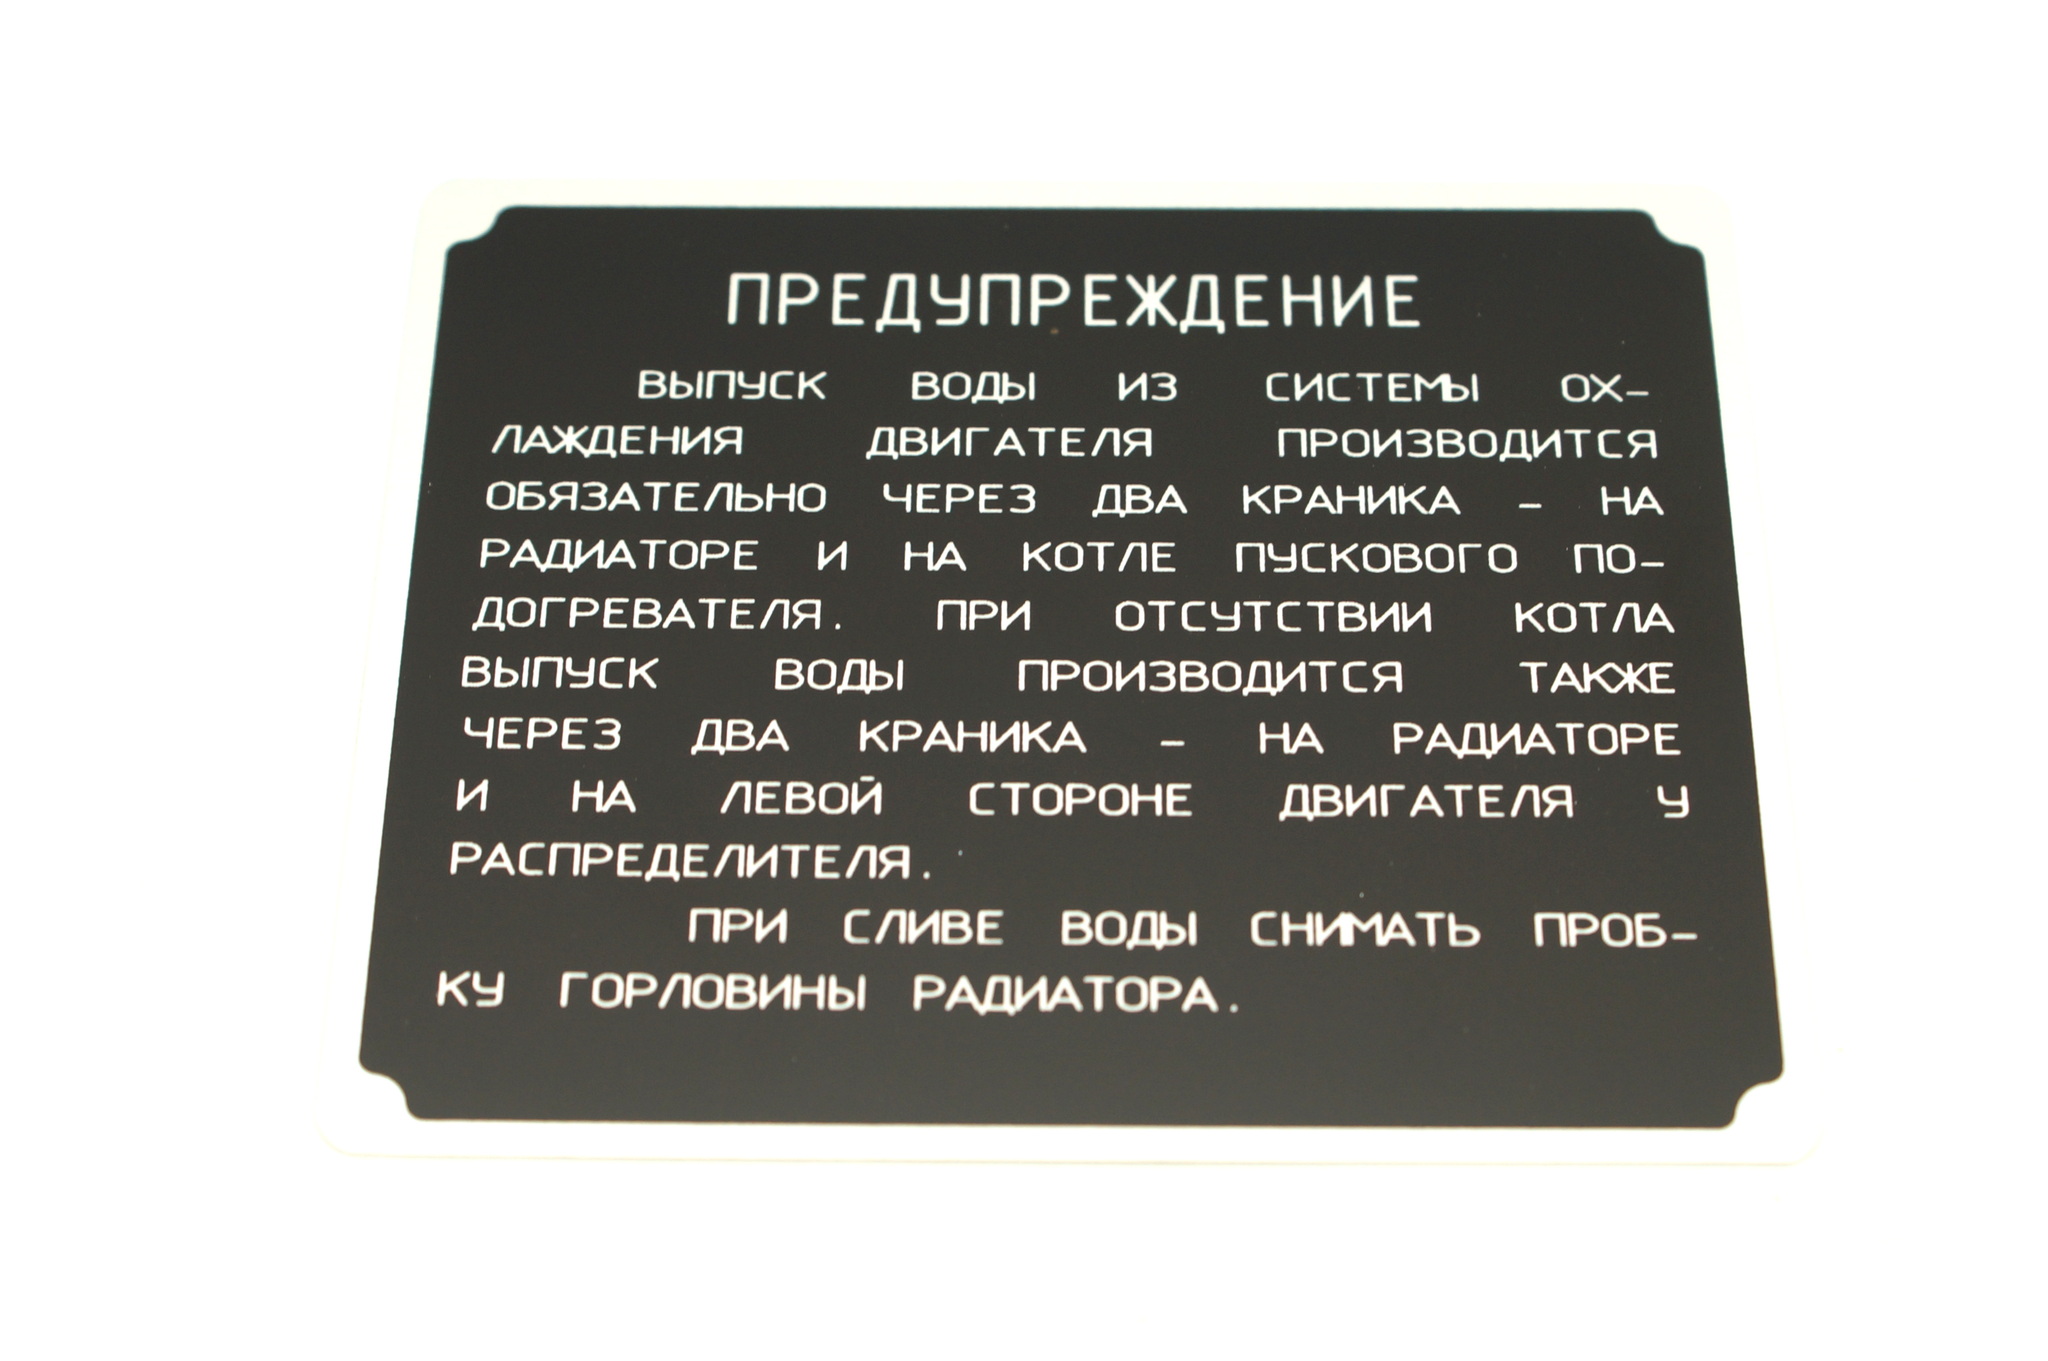 ПРЕДУПРЕЖДЕНИЕ
ВЫПУСК ВОДЫ ИЗ СИСТЕМЫ ОХ-
ЛАЖДЕНИЯ ДВИГАТЕЛЯ ПРОИЗВОДИТСЯ
ОБЯЗАТЕЛЬНО ЧЕРЕЗ ДВА КРАНИКА - НА
РАДИАТОРЕ И НА КОТЛЕ ПУСКОВОГО ПО-
ДОГРЕВАТЕЛЯ. ПРИ ОТСУТСТВИИ КОТЛА
ВЫПУСК ВОДЫ ПРОИЗВОДИТСЯ ТАКЖЕ
ЧЕРЕЗ ДВА КРАНИКА - НА РАДИАТОРЕ
И НА ЛЕВОЙ СТОРОНЕ ДВИГАТЕЛЯ У
РАСПРЕДЕЛИТЕЛЯ.
ПРИ СЛИВЕ ВОДЫ СНИМАТЬ ПРОБ-
КУ ГОРЛОВИНЫ РАДИАТОРА.